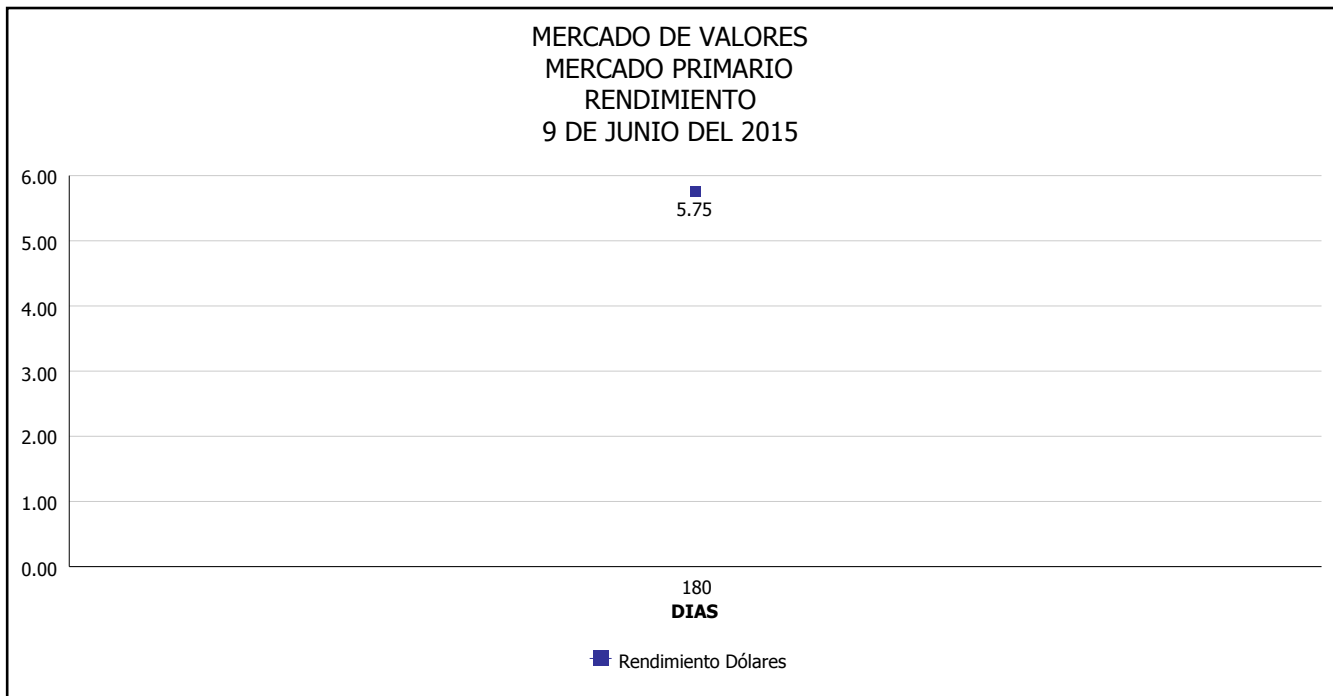 MERCADO DE VALORES
MERCADO PRIMARIO
RENDIMIENTO
9 DE JUNIO DEL 2015
6.00
5.75
5.00
4.00
3.00
2.00
1.00
0.00
180
DIAS
Rendimiento Dólares